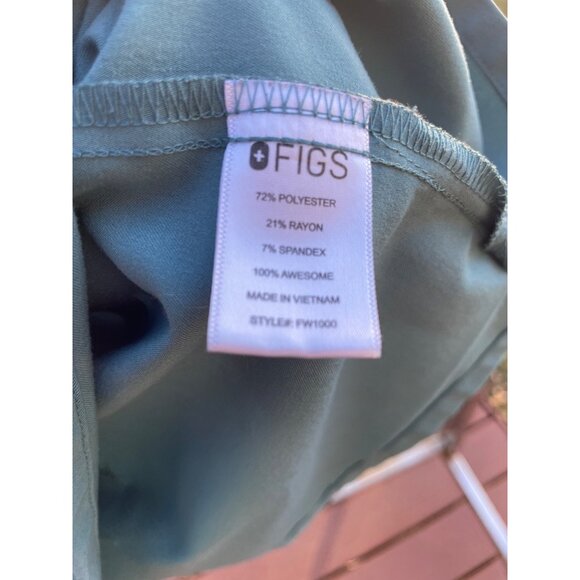 FIGS
72% POLYESTER
21% RAYON
7% SPANDEX
100% AWESOME
MADE IN VIETNAM
STYLE#: FW1000